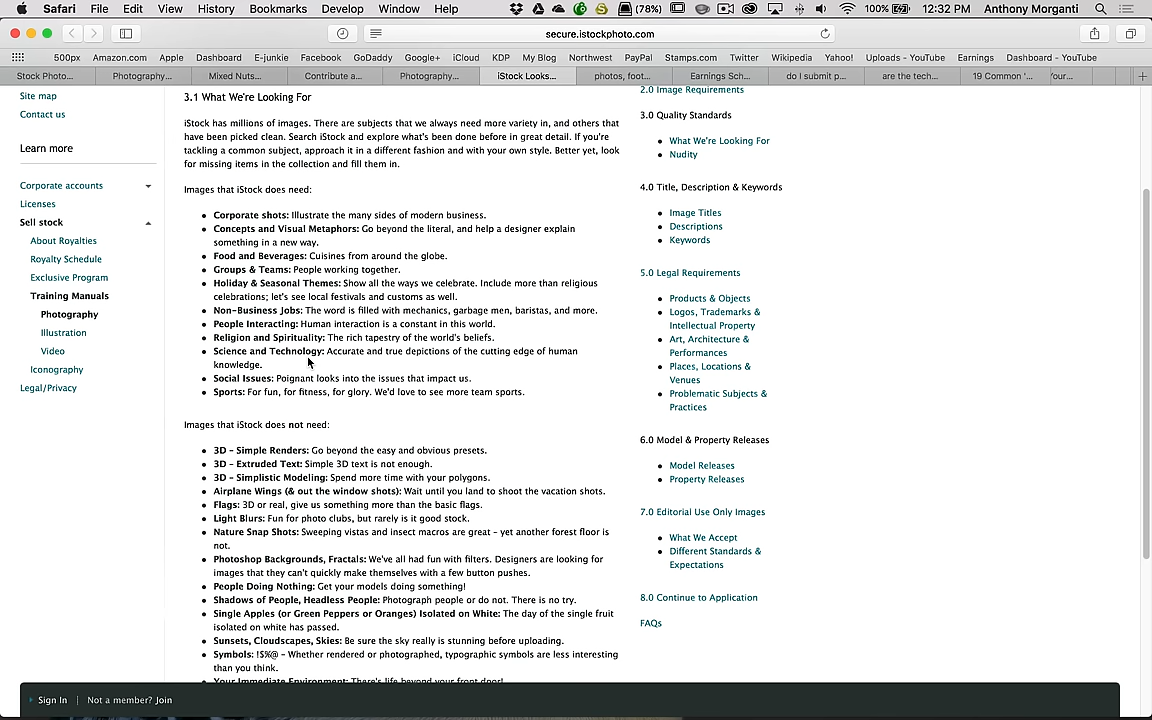 Safari File Edit View History Bookmarks Develop Window Help (78%) 100% 12:32 PM Anthony Morganti
secure.istockphoto.com
500px Amazon.com Apple Dashboard E-junkie Facebook GoDaddy Google+ iCloud KDP My Blog Northwest PayPal Stamps.com Twitter Wikipedia Yahoo! Uploads - YouTube Earnings Dashboard - YouTube
Stock Photo... Photography... Mixed Nuts... Contribute a... Photography... iStock Looks... photos, foot... Earnings Sch... do I submit p... are the tech... 19 Common '... Your...
Site map
Contact us
Learn more
Corporate accounts
Licenses
Sell stock
About Royalties
Royalty Schedule
Exclusive Program
Training Manuals
Photography
Illustration
Video
Iconography
Legal/Privacy
3.1 What We're Looking For
iStock has millions of images. There are subjects that we always need more variety in, and others that
have been picked clean. Search iStock and explore what's been done before in great detail. If you're
tackling a common subject, approach it in a different fashion and with your own style. Better yet, look
for missing items in the collection and fill them in.
Images that iStock does need:
Corporate shots: Illustrate the many sides of modern business.
Concepts and Visual Metaphors: Go beyond the literal, and help a designer explain
something in a new way.
Food and Beverages: Cuisines from around the globe.
Groups & Teams: People working together.
Holiday & Seasonal Themes: Show all the ways we celebrate. Include more than religious
celebrations; let's see local festivals and customs as well.
Non-Business Jobs: The word is filled with mechanics, garbage men, baristas, and more.
People Interacting: Human interaction is a constant in this world.
Religion and Spirituality: The rich tapestry of the world's beliefs.
Science and Technology: Accurate and true depictions of the cutting edge of human
knowledge.
Social Issues: Poignant looks into the issues that impact us.
Sports: For fun, for fitness, for glory. We'd love to see more team sports.
Images that iStock does not need:
3D - Simple Renders: Go beyond the easy and obvious presets.
3D - Extruded Text: Simple 3D text is not enough.
3D - Simplistic Modeling: Spend more time with your polygons.
Airplane Wings (& out the window shots): Wait until you land to shoot the vacation shots.
Flags: 3D or real, give us something more than the basic flags.
Light Blurs: Fun for photo clubs, but rarely is it good stock.
Nature Snap Shots: Sweeping vistas and insect macros are great - yet another forest floor is
not.
Photoshop Backgrounds, Fractals: We've all had fun with filters. Designers are looking for
images that they can't quickly make themselves with a few button pushes.
People Doing Nothing: Get your models doing something!
Shadows of People, Headless People: Photograph people or do not. There is no try.
Single Apples (or Green Peppers or Oranges) Isolated on White: The day of the single fruit
isolated on white has passed.
Sunsets, Cloudscapes, Skies: Be sure the sky really is stunning before uploading.
Symbols: !$%@ - Whether rendered or photographed, typographic symbols are less interesting
than you think.
Your Immediate Environment: There's life beyond your front door!
2.0 Image Requirements
3.0 Quality Standards
What We're Looking For
Nudity
4.0 Title, Description & Keywords
Image Titles
Descriptions
Keywords
5.0 Legal Requirements
Products & Objects
Logos, Trademarks &
Intellectual Property
Art, Architecture &
Performances
Places, Locations &
Venues
Problematic Subjects &
Practices
6.0 Model & Property Releases
Model Releases
Property Releases
7.0 Editorial Use Only Images
What We Accept
Different Standards &
Expectations
8.0 Continue to Application
FAQs
Sign In Not a member? Join